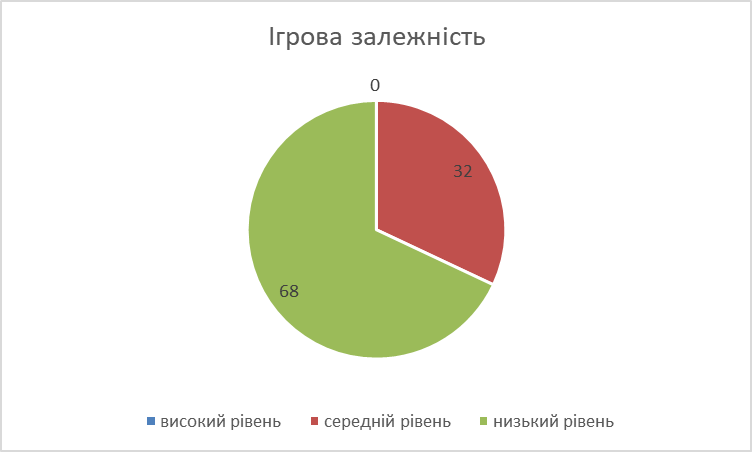 Ігрова залежність
0
32
68
високий рівень
середній рівень
низький рівень